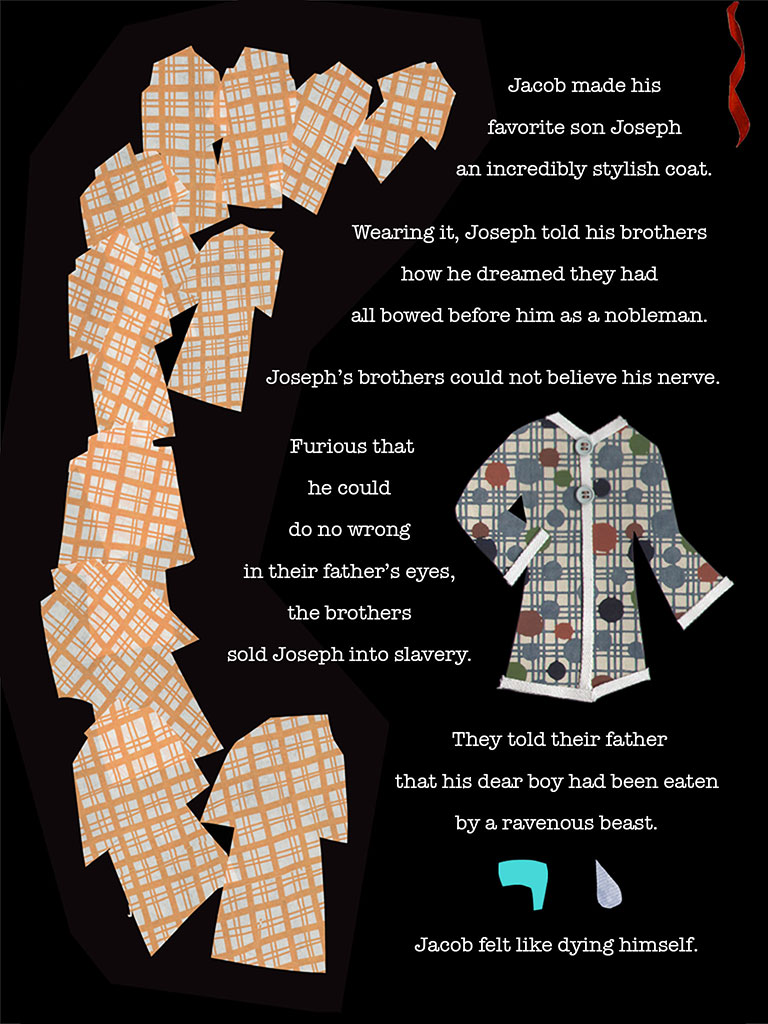 Jacob made his
favorite son Joseph
an incredibly stylish coat.
Wearing it, Joseph told his brothers
how he dreamed they had
all bowed before him as a nobleman.
Joseph’s brothers could not believe his nerve.
Furious that
he could
do no wrong
in their father’s eyes,
the brothers
sold Joseph into slavery.
They told their father
that his dear boy had been eaten
by a ravenous beast.
Jacob felt like dying himself.